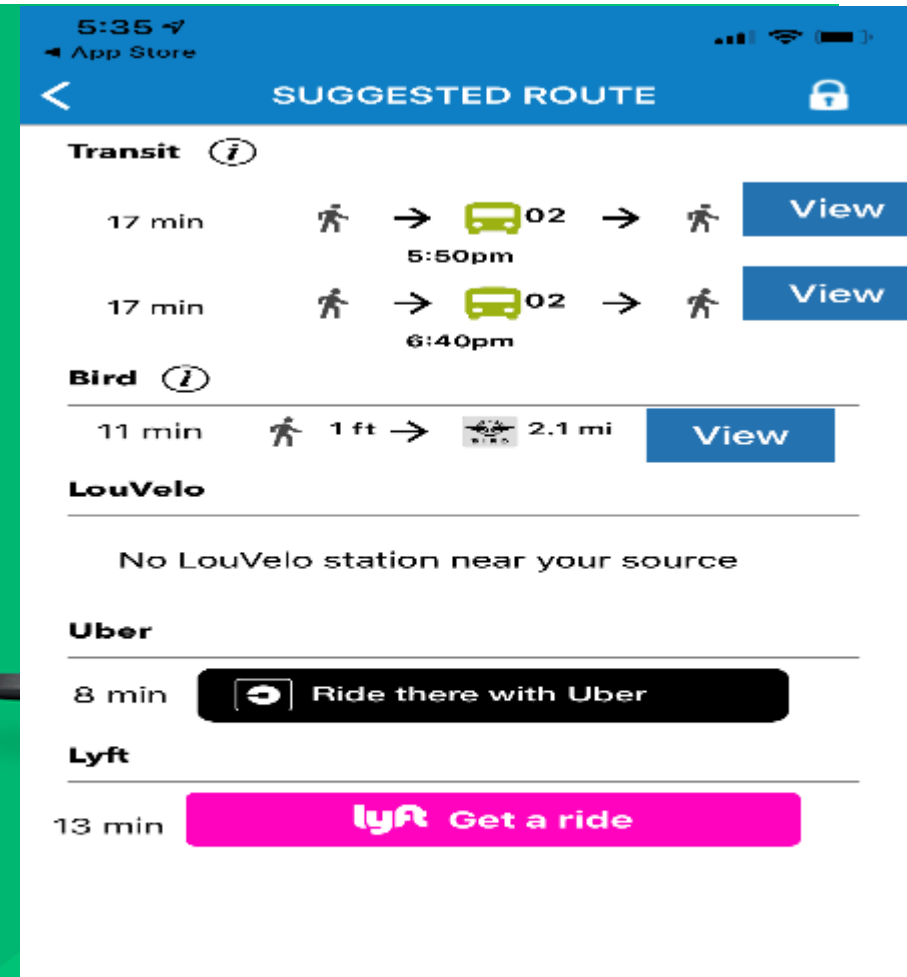 5:35
App Store
SUGGESTED ROUTE
Transit i
17 min 02 View
5:50pm
17 min 02 View
6:40pm
Bird i
11 min 1 ft BIRD 2.1 mi View
LouVelo
No LouVelo station near your source
Uber
8 min Ride there with Uber
Lyft
13 min lyft Get a ride